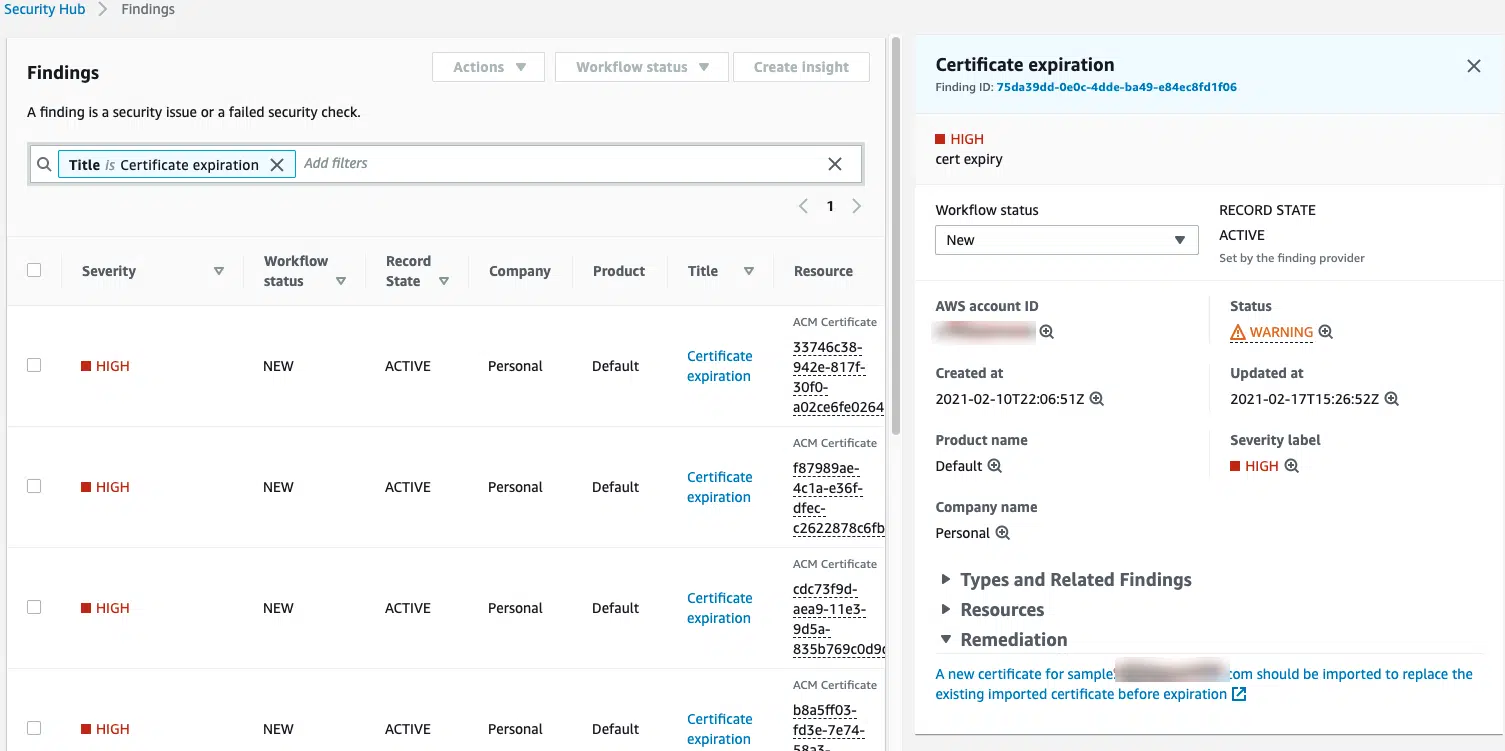 Security Hub > Findings
Findings
Actions
Workflow status
Create insight
A finding is a security issue or a failed security check.
Title is Certificate expiration
Add filters
1
Severity
Workflow status
Record State
Company
Product
Title
Resource
HIGH
NEW
ACTIVE
Personal
Default
Certificate
expiration
ACM Certificate
33746c38-
942e-817f-
30f0-
a02ce6fe0264
HIGH
NEW
ACTIVE
Personal
Default
Certificate
expiration
ACM Certificate
f87989ae-
4c1a-e36f-
dfec-
c2622878c6fb
HIGH
NEW
ACTIVE
Personal
Default
Certificate
expiration
ACM Certificate
cdc73f9d-
aea9-11e3-
9d5a-
835b769c0d9c
HIGH
NEW
ACTIVE
Personal
Default
Certificate
expiration
ACM Certificate
b8a5ff03-
fd3e-7e74-
58a3-
Certificate expiration
Finding ID: 75da39dd-0e0c-4dde-ba49-e84ec8fd1f06
HIGH
cert expiry
Workflow status
New
RECORD STATE
ACTIVE
Set by the finding provider
AWS account ID
Status
WARNING
Created at
2021-02-10T22:06:51Z
Updated at
2021-02-17T15:26:52Z
Product name
Default
Severity label
HIGH
Company name
Personal
Types and Related Findings
Resources
Remediation
A new certificate for sample com should be imported to replace the
existing imported certificate before expiration